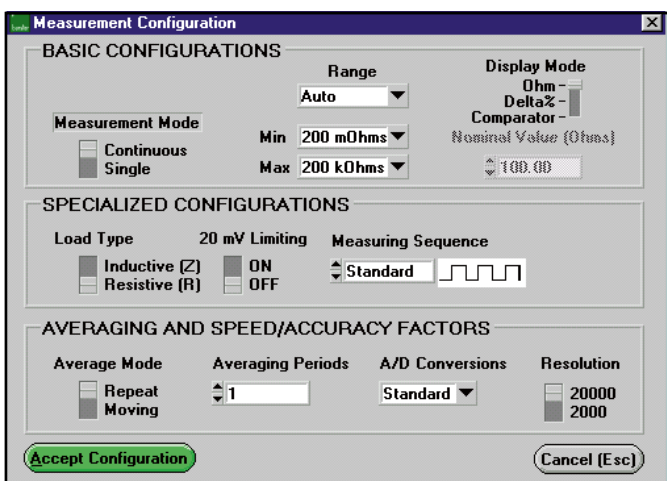 Measurement Configuration
BASIC CONFIGURATIONS
Range
Auto
Min 200 mOhms
Max 200 kOhms
Display Mode
Ohm
Delta%
Comparator
Nominal Value (Ohms)
100.00
Measurement Mode
Continuous
Single
SPECIALIZED CONFIGURATIONS
Load Type
Inductive (Z)
Resistive (R)
20 mV Limiting
ON
OFF
Measuring Sequence
Standard
AVERAGING AND SPEED/ACCURACY FACTORS
Average Mode
Repeat
Moving
Averaging Periods
1
A/D Conversions
Standard
Resolution
20000
2000
Accept Configuration
Cancel (Esc)